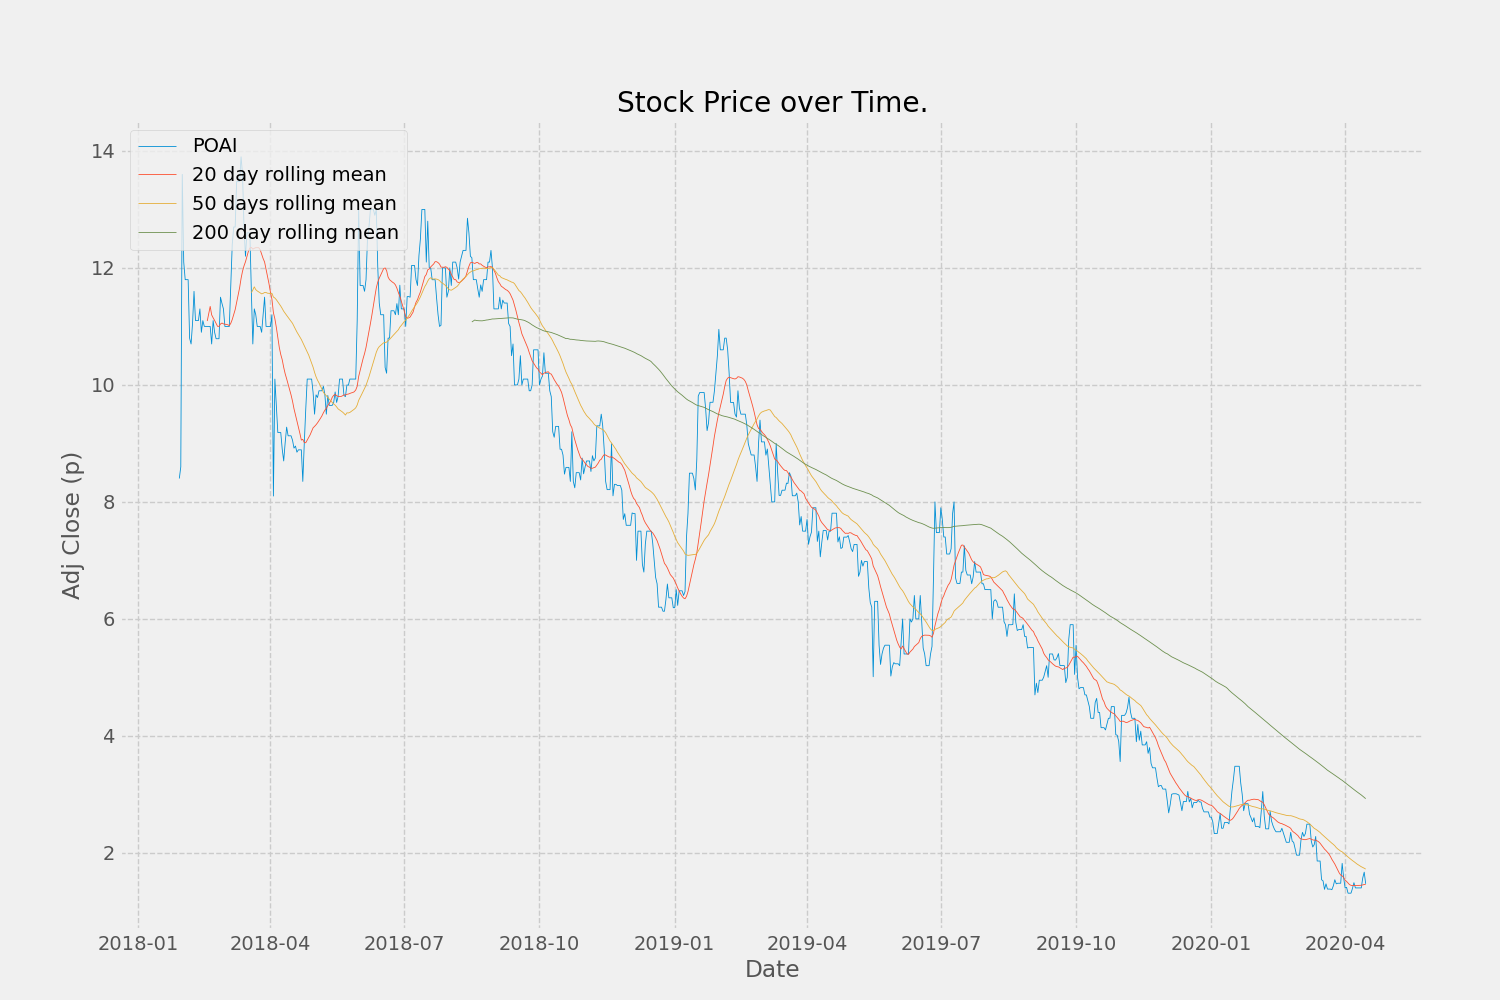 Stock Price over Time.
POAI
20 day rolling mean
50 days rolling mean
200 day rolling mean
14
12
10
8
6
4
2
Adj Close (p)
2018-01 2018-04 2018-07 2018-10 2019-01 2019-04 2019-07 2019-10 2020-01 2020-04
Date